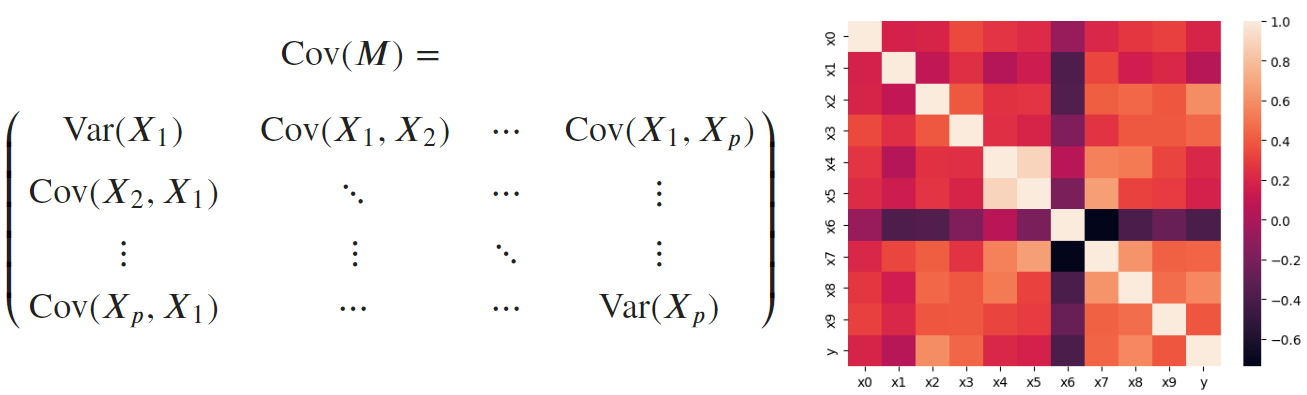 Cov(M) =
Var(X₁) Cov(X₁, X₂) ⋯ Cov(X₁, Xₚ)
Cov(X₂, X₁) ⋱ ⋯ ⋮
⋮ ⋮ ⋱ ⋮
Cov(Xₚ, X₁) ⋯ ⋯ Var(Xₚ)
x0
x1
x2
x3
x4
x5
x6
x7
x8
x9
y
x0 x1 x2 x3 x4 x5 x6 x7 x8 x9 y
1.0
0.8
0.6
0.4
0.2
0.0
−0.2
−0.4
−0.6